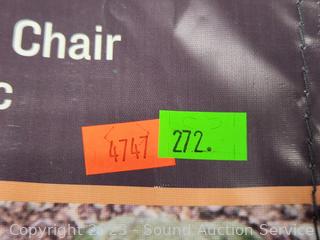 Chair
c
4747
272.
Copyright 2023 - Sound Auction Service